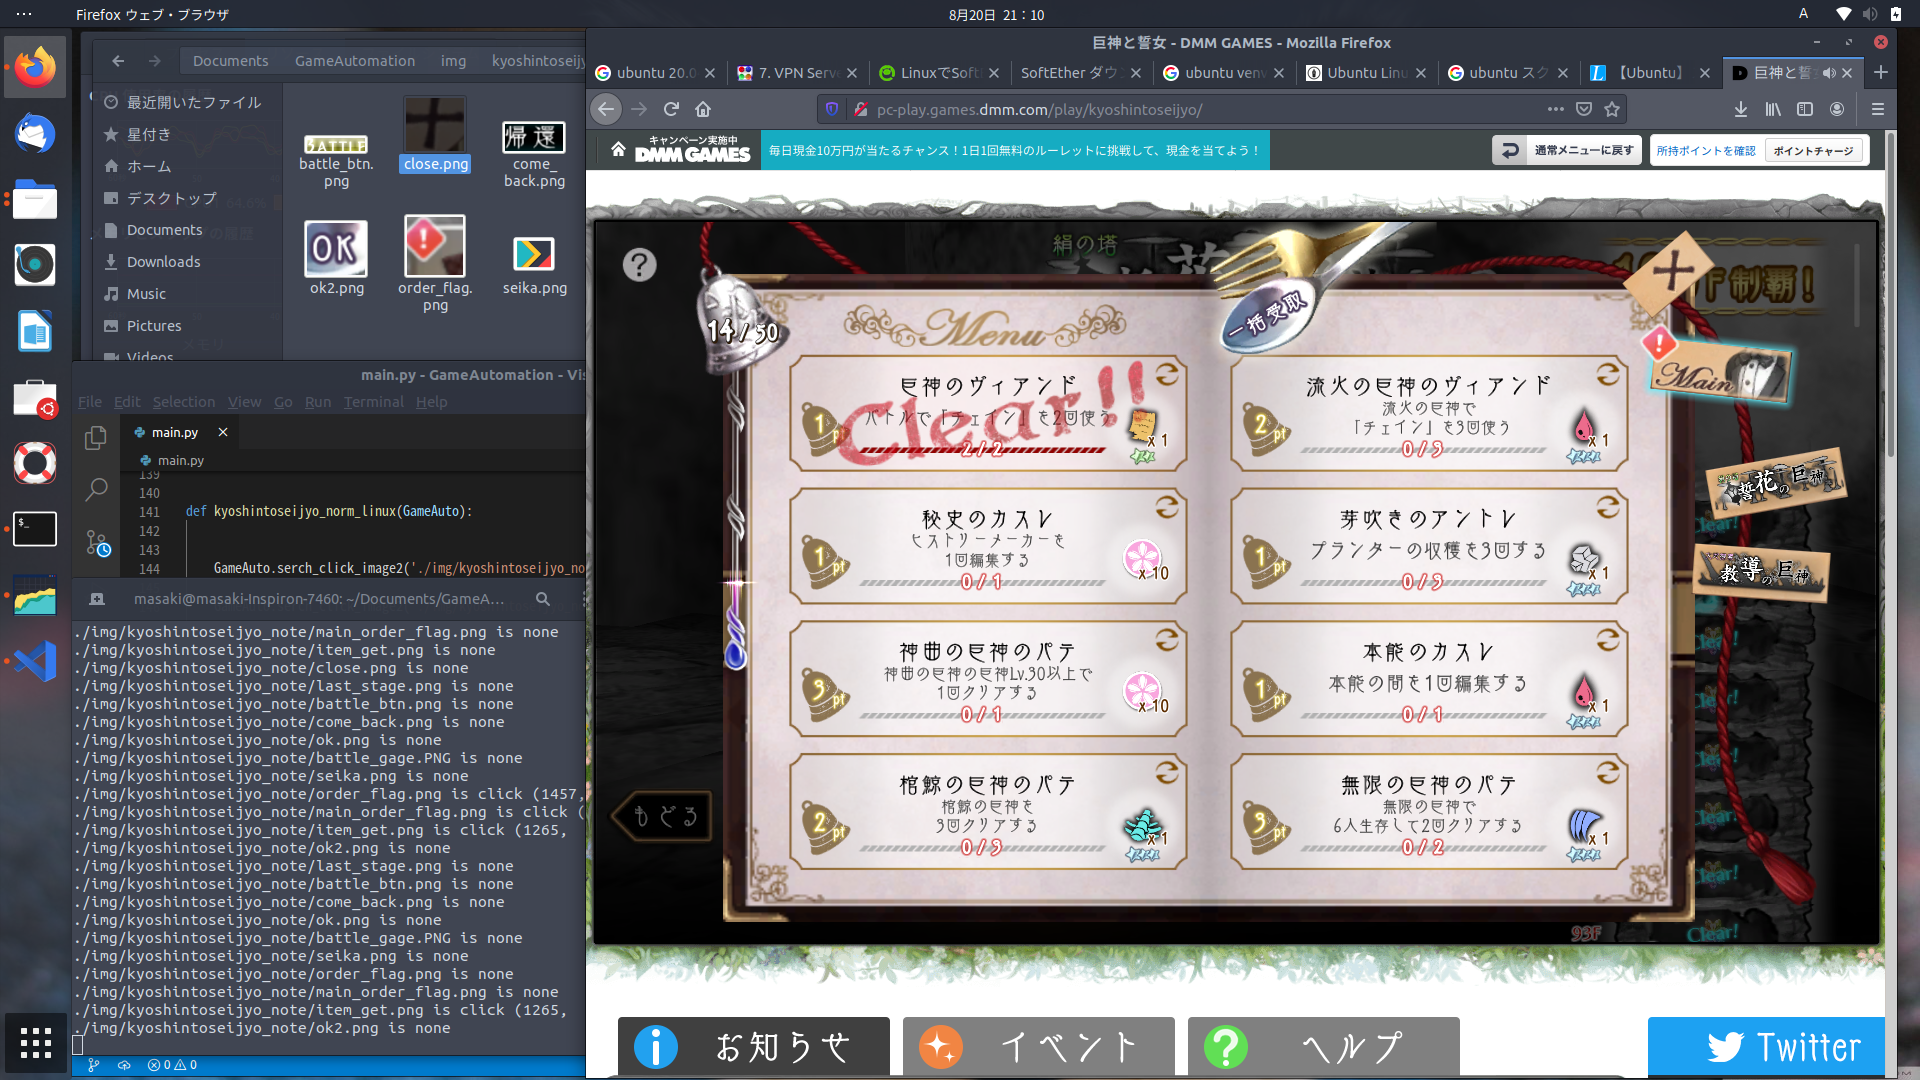 Firefox ウェブ・ブラウザ
8月20日 21：10
A
Documents
GameAutomation
img
kyoshintoseijy
最近開いたファイル
星付き
ホーム
デスクトップ
Documents
Downloads
Music
Pictures
Videos
battle_btn.
png
close.png
come_
back.png
ok2.png
order_flag.
png
seika.png
BATTLE
帰還
OK
main.py - GameAutomation - Vis
File Edit Selection View Go Run Terminal Help
main.py
main.py
139
140
141 def kyoshintoseijyo_norm_linux(GameAuto):
142
143
144 GameAuto.serch_click_image2('./img/kyoshintoseijyo_no
masaki@masaki-Inspiron-7460: ~/Documents/GameA...
./img/kyoshintoseijyo_note/main_order_flag.png is none
./img/kyoshintoseijyo_note/item_get.png is none
./img/kyoshintoseijyo_note/close.png is none
./img/kyoshintoseijyo_note/last_stage.png is none
./img/kyoshintoseijyo_note/battle_btn.png is none
./img/kyoshintoseijyo_note/come_back.png is none
./img/kyoshintoseijyo_note/ok.png is none
./img/kyoshintoseijyo_note/battle_gage.PNG is none
./img/kyoshintoseijyo_note/seika.png is none
./img/kyoshintoseijyo_note/order_flag.png is click (1457,
./img/kyoshintoseijyo_note/main_order_flag.png is click (
./img/kyoshintoseijyo_note/item_get.png is click (1265,
./img/kyoshintoseijyo_note/ok2.png is none
./img/kyoshintoseijyo_note/last_stage.png is none
./img/kyoshintoseijyo_note/battle_btn.png is none
./img/kyoshintoseijyo_note/come_back.png is none
./img/kyoshintoseijyo_note/ok.png is none
./img/kyoshintoseijyo_note/battle_gage.PNG is none
./img/kyoshintoseijyo_note/seika.png is none
./img/kyoshintoseijyo_note/order_flag.png is none
./img/kyoshintoseijyo_note/main_order_flag.png is none
./img/kyoshintoseijyo_note/item_get.png is click (1265,
./img/kyoshintoseijyo_note/ok2.png is none
0 0
巨神と誓女 - DMM GAMES - Mozilla Firefox
ubuntu 20.0
7. VPN Serve
LinuxでSoft
SoftEther ダウン
ubuntu venv
Ubuntu Linu
ubuntu スク
【Ubuntu】
巨神と誓
pc-play.games.dmm.com/play/kyoshintoseijyo/
キャンペーン実施中
DMM GAMES
毎日現金10万円が当たるチャンス！1日1回無料のルーレットに挑戦して、現金を当てよう！
通常メニューに戻す
所持ポイントを確認
ポイントチャージ
絹の塔
制覇！
14/50
Menu
一括受取
Main
誓花の巨神
教導の巨神
1pt
巨神のヴィアンド
バトルで「チェイン」を2回使う
2/2
x1
Clear!!
2pt
流火の巨神のヴィアンド
流火の巨神で
「チェイン」を3回使う
0/3
x1
1pt
秘史のカスレ
ヒストリーメーカーを
1回編集する
0/1
x10
1pt
芽吹きのアントレ
プランターの収穫を3回する
0/3
x1
3pt
神曲の巨神のパテ
神曲の巨神の巨神Lv.30以上で
1回クリアする
0/1
x10
1pt
本能のカスレ
本能の間を1回編集する
0/1
x1
2pt
棺鯨の巨神のパテ
棺鯨の巨神を
3回クリアする
0/3
x1
3pt
無限の巨神のパテ
無限の巨神で
6人生存して2回クリアする
0/2
x1
もどる
93F
Clear!
お知らせ
イベント
ヘルプ
Twitter